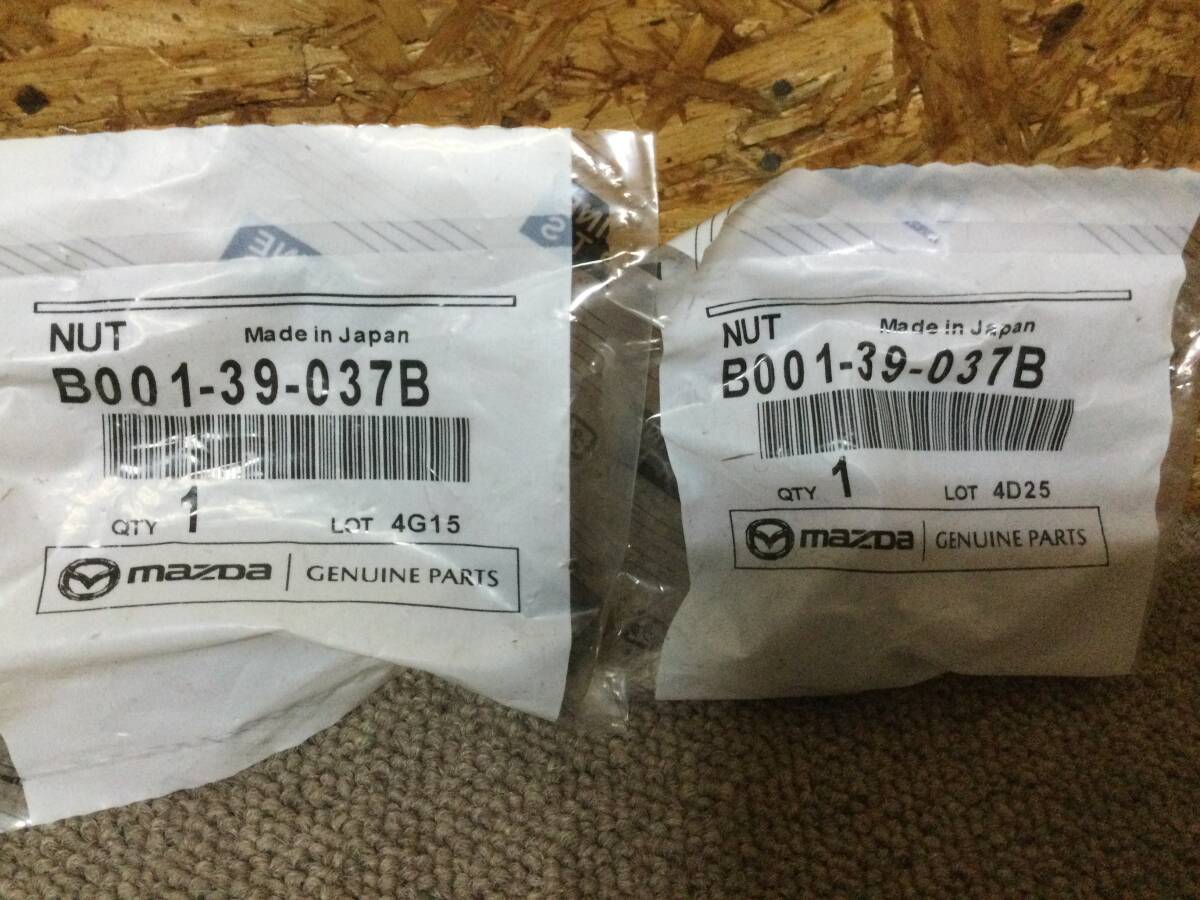 NUT Made in Japan
B001-39-037B
QTY 1 LOT 4G15
mazda | GENUINE PARTS
NUT Made in Japan
B001-39-037B
QTY 1 LOT 4D25
mazda | GENUINE PARTS